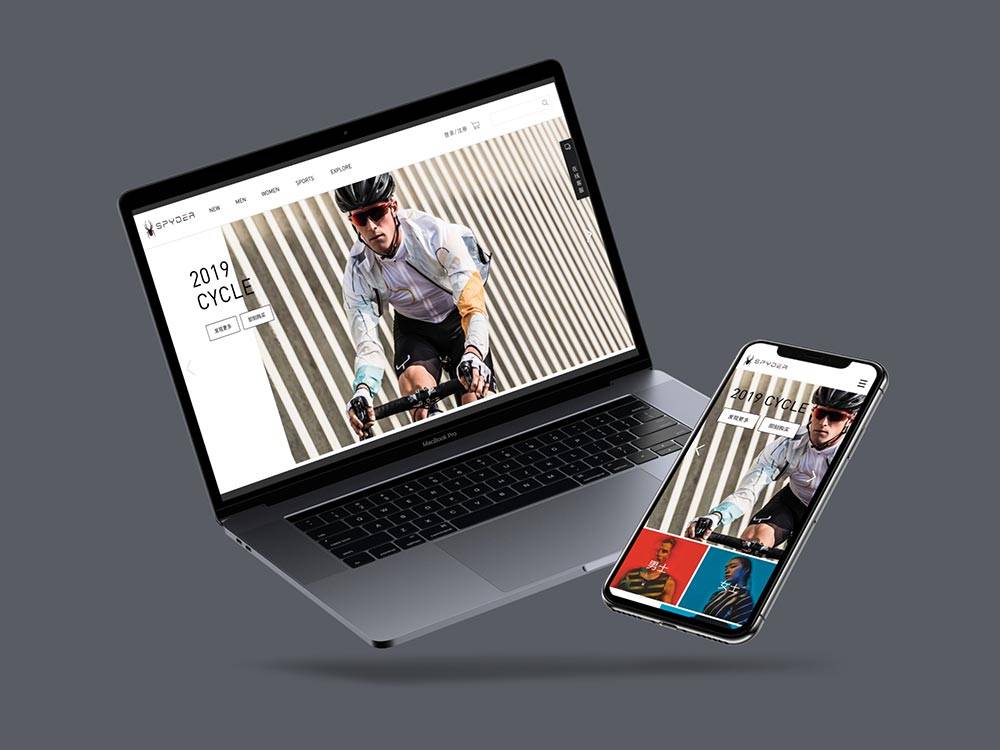 登录/注册
SPYDER
NEW
MEN
WOMEN
SPORTS
EXPLORE
在线客服
2019
CYCLE
发现更多
即刻购买
MacBook Pro
SPYDER
2019 CYCLE
发现更多
即刻购买
男士
女士